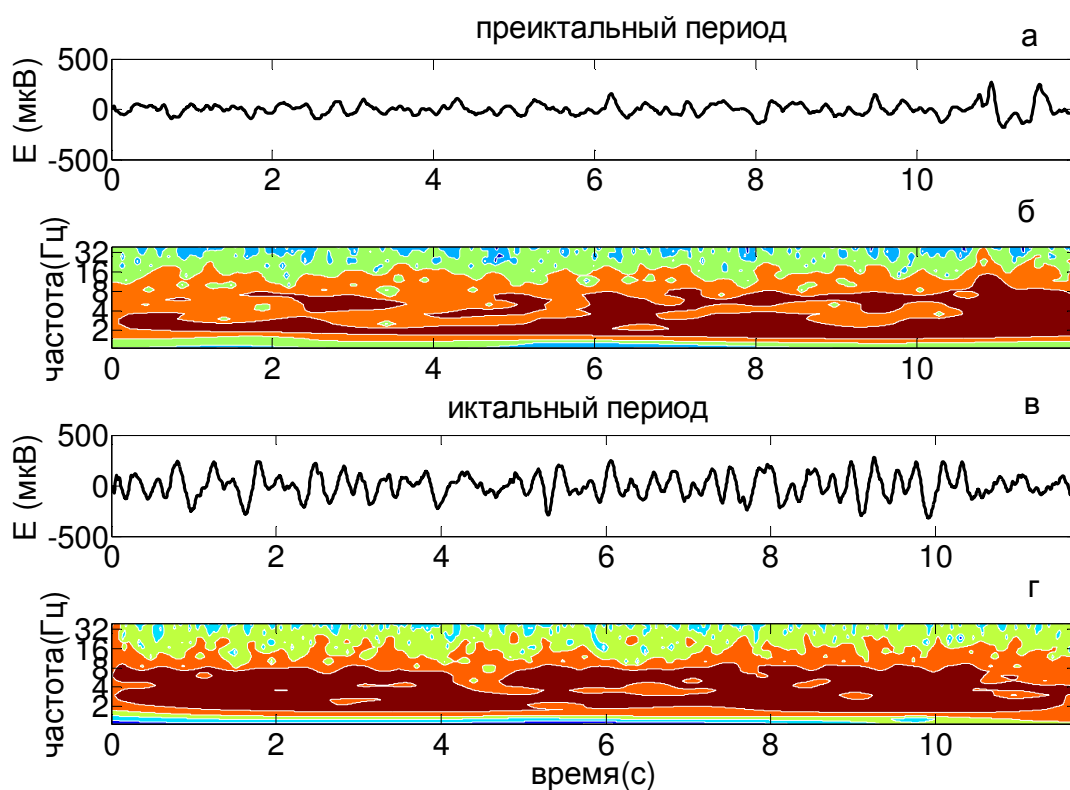 преиктальный период а
500
0
-500
E (мкВ)
0 2 4 6 8 10
б
32
16
8
4
2
частота(Гц)
0 2 4 6 8 10
иктальный период в
500
0
-500
E (мкВ)
0 2 4 6 8 10
г
32
16
8
4
2
частота(Гц)
0 2 4 6 8 10
время(с)